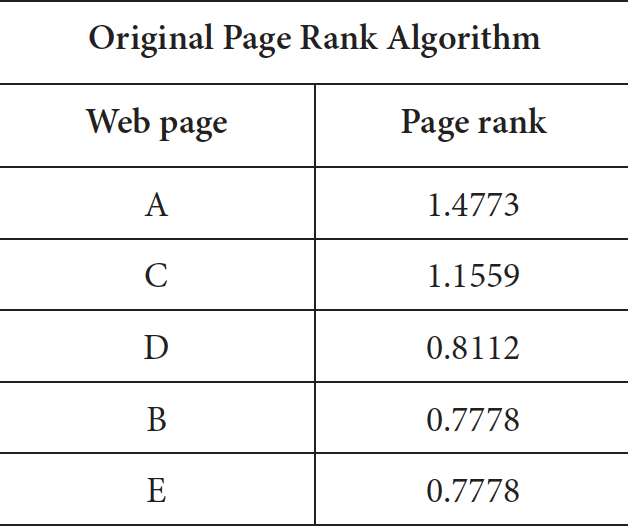 Original Page Rank Algorithm
Web page Page rank
A 1.4773
C 1.1559
D 0.8112
B 0.7778
E 0.7778